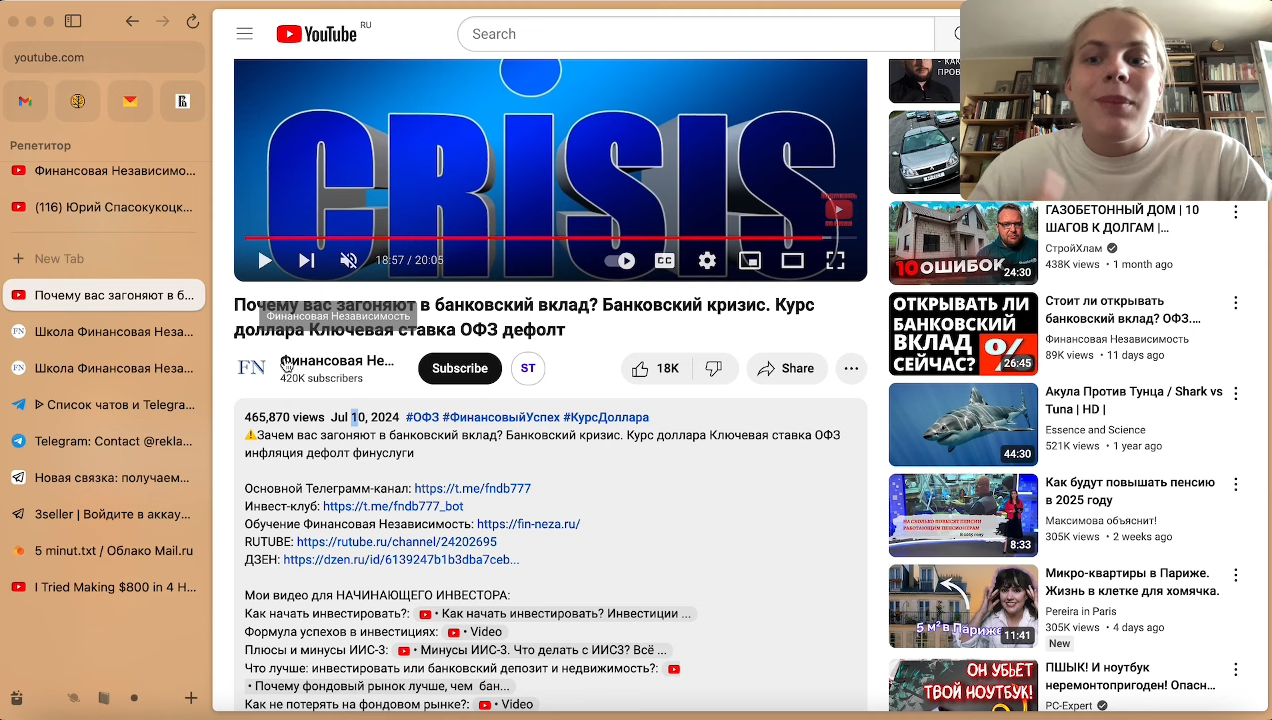 youtube.com
Репетитор
Финансовая Независимо...
(116) Юрий Спасокукоцк...
New Tab
Почему вас загоняют в б...
Школа Финансовая Неза...
Школа Финансовая Неза...
ᐈ Список чатов и Telegra...
Telegram: Contact @rekla...
Новая связка: получаем...
3seller | Войдите в аккау...
5 minut.txt / Облако Mail.ru
I Tried Making $800 in 4 H...
YouTube RU
Search
CRISIS
18:57 / 20:05
CC
Почему вас загоняют в банковский вклад? Банковский кризис. Курс
доллара Ключевая ставка ОФЗ дефолт
Финансовая Независимость
FN
Финансовая Не...
420K subscribers
Subscribe
ST
18K
Share
465,870 views Jul 10, 2024 #ОФЗ #ФинансовыйУспех #КурсДоллара
⚠️Зачем вас загоняют в банковский вклад? Банковский кризис. Курс доллара Ключевая ставка ОФЗ
инфляция дефолт финуслуги
Основной Телеграмм-канал: https://t.me/fndb777
Инвест-клуб: https://t.me/fndb777_bot
Обучение Финансовая Независимость: https://fin-neza.ru/
RUTUBE: https://rutube.ru/channel/24202695
ДЗЕН: https://dzen.ru/id/6139247b1b3dba7ceb...
Мои видео для НАЧИНАЮЩЕГО ИНВЕСТОРА:
Как начать инвестировать?: • Как начать инвестировать? Инвестиции ...
Формула успехов в инвестициях: • Video
Плюсы и минусы ИИС-3: • Минусы ИИС-3. Что делать с ИИС3? Всё ...
Что лучше: инвестировать или банковский депозит и недвижимость?:
• Почему фондовый рынок лучше, чем бан...
Как не потерять на фондовом рынке?: • Video
ГАЗОБЕТОННЫЙ ДОМ | 10
ШАГОВ К ДОЛГАМ |...
СтройХлам
438K views • 1 month ago
10 ОШИБОК
24:30
ОТКРЫВАТЬ ЛИ
БАНКОВСКИЙ
ВКЛАД %
СЕЙЧАС?
26:45
Стоит ли открывать
банковский вклад? ОФЗ....
Финансовая Независимость
89K views • 11 days ago
44:30
Акула Против Тунца / Shark vs
Tuna | HD |
Essence and Science
521K views • 1 year ago
8:33
Как будут повышать пенсию
в 2025 году
Максимова объяснит!
305K views • 2 weeks ago
5 м² в Париже
11:41
Микро-квартиры в Париже.
Жизнь в клетке для хомячка.
Pereira in Paris
305K views • 4 days ago
New
ОН УБЬЕТ
ТВОЙ НОУТБУК!
ПШЫК! И ноутбук
неремонтопригоден! Опасн...
PC-Expert